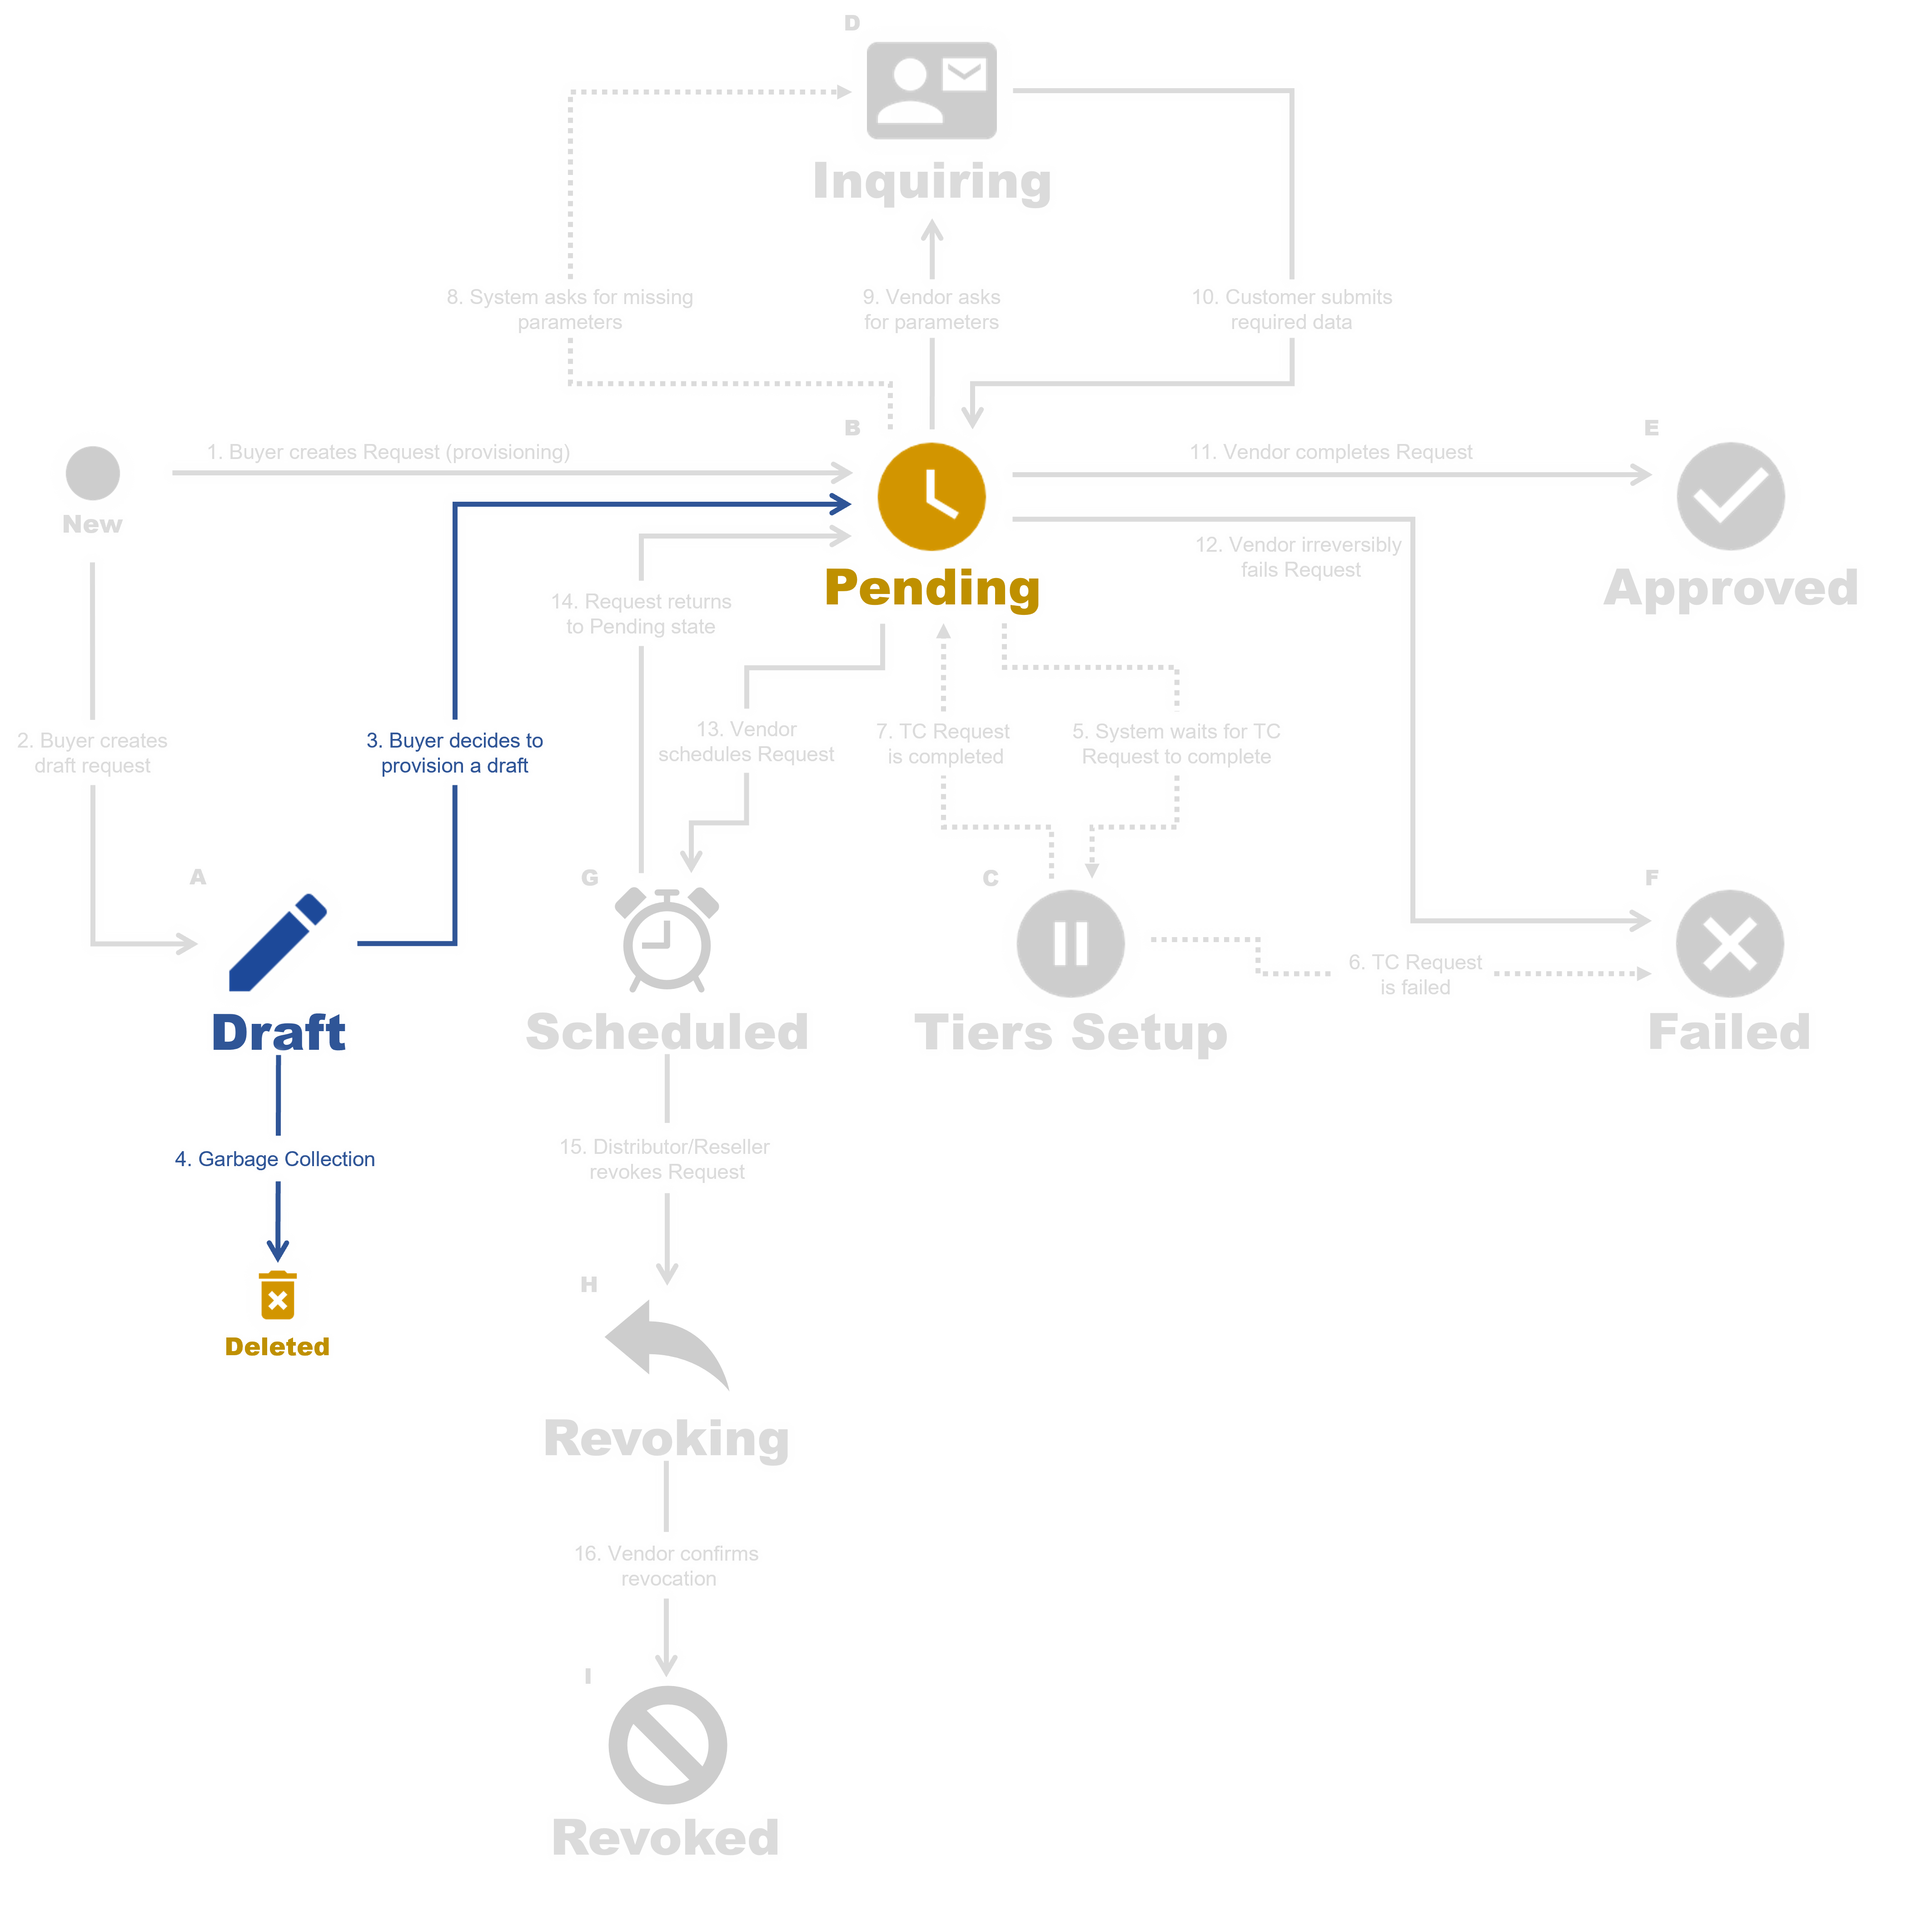 D
Inquiring
8. System asks for missing
parameters
9. Vendor asks
for parameters
10. Customer submits
required data
B
E
1. Buyer creates Request (provisioning)
11. Vendor completes Request
New
12. Vendor irreversibly
fails Request
Pending
Approved
14. Request returns
to Pending state
2. Buyer creates
draft request
3. Buyer decides to
provision a draft
13. Vendor
schedules Request
7. TC Request
is completed
5. System waits for TC
Request to complete
A
G
C
F
6. TC Request
is failed
Draft
Scheduled
Tiers Setup
Failed
4. Garbage Collection
15. Distributor/Reseller
revokes Request
H
Deleted
Revoking
16. Vendor confirms
revocation
I
Revoked